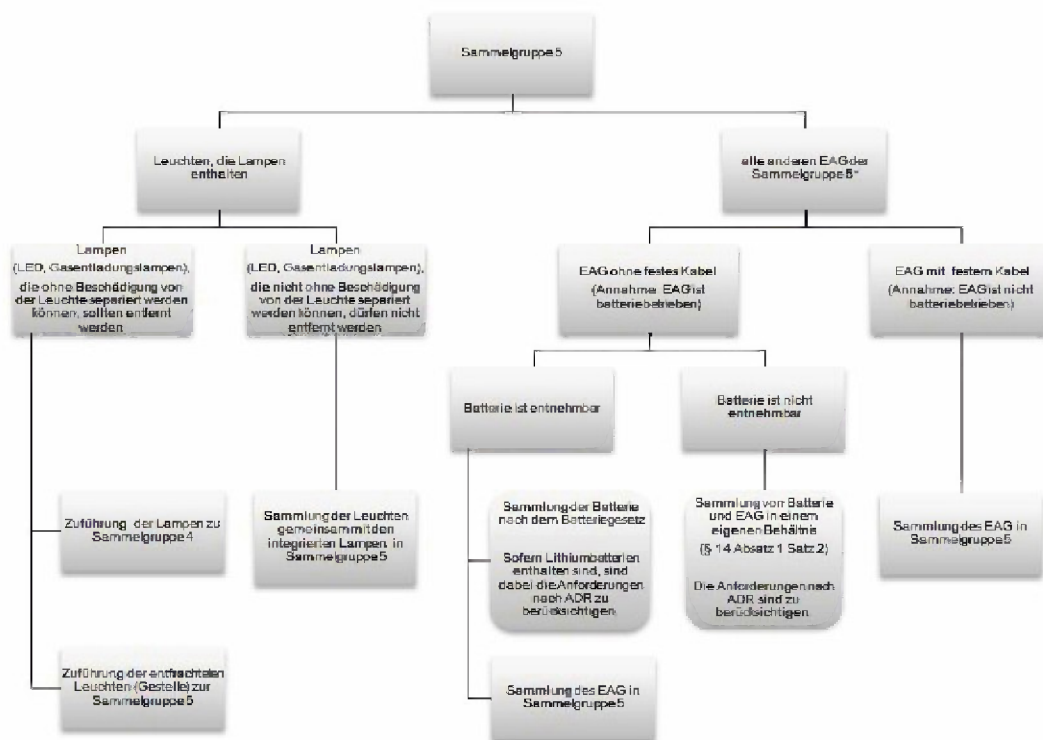 Sammelgruppe 5
Leuchten, die Lampen
enthalten
alle anderen EAG der
Sammelgruppe 5*
Lampen
(LED, Gasentladungslampen),
die ohne Beschädigung von
der Leuchte separiert werden
können, sollten entfernt
werden
Lampen
(LED, Gasentladungslampen),
die nicht ohne Beschädigung
von der Leuchte separiert
werden können, dürfen nicht
entfernt werden
EAG ohne festes Kabel
(Annahme: EAG ist
batteriebetrieben)
EAG mit festem Kabel
(Annahme: EAG ist nicht
batteriebetrieben)
Batterie ist entnehmbar
Batterie ist nicht
entnehmbar
Zuführung der Lampen zu
Sammelgruppe 4
Sammlung der Leuchten
gemeinsam mit den
integrierten Lampen in
Sammelgruppe 5
Sammlung der Batterie
nach dem Batteriegesetz
Sofern Lithiumbatterien
enthalten sind, sind
dabei die Anforderungen
nach ADR zu
berücksichtigen
Sammlung von Batterie
und EAG in einem
eigenen Behältnis
(§ 14 Absatz 1 Satz 2)
Die Anforderungen nach
ADR sind zu
berücksichtigen
Sammlung des EAG in
Sammelgruppe 5
Zuführung der entfrachteten
Leuchten (Gestelle) zur
Sammelgruppe 5
Sammlung des EAG in
Sammelgruppe 5